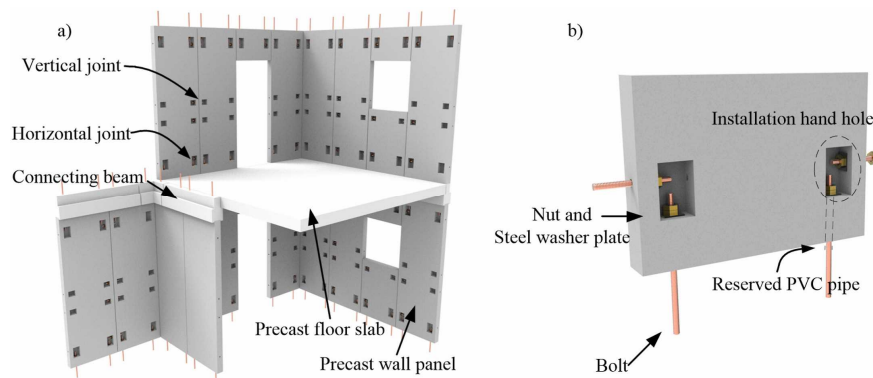 a)
Vertical joint
Horizontal joint
Connecting beam
Precast floor slab
Precast wall panel
b)
Installation hand hole
Nut and
Steel washer plate
Reserved PVC pipe
Bolt